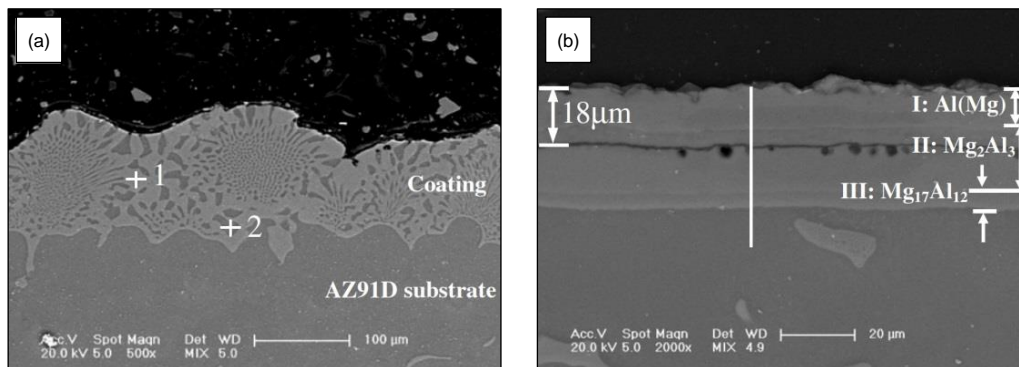 (a)
1
Coating
2
AZ91D substrate
Acc.V Spot Magn Det WD 100 μm
20.0 kV 5.0 500x MIX 5.0
(b)
18μm
I: Al(Mg)
II: Mg₂Al₃
III: Mg₁₇Al₁₂
Acc.V Spot Magn Det WD 20 μm
20.0 kV 5.0 2000x MIX 4.9